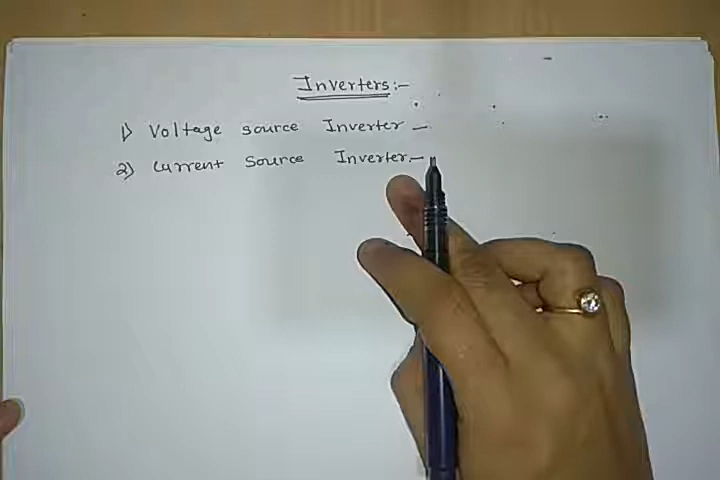 Inverters:-
1) Voltage source Inverter -
2) Current Source Inverter.-